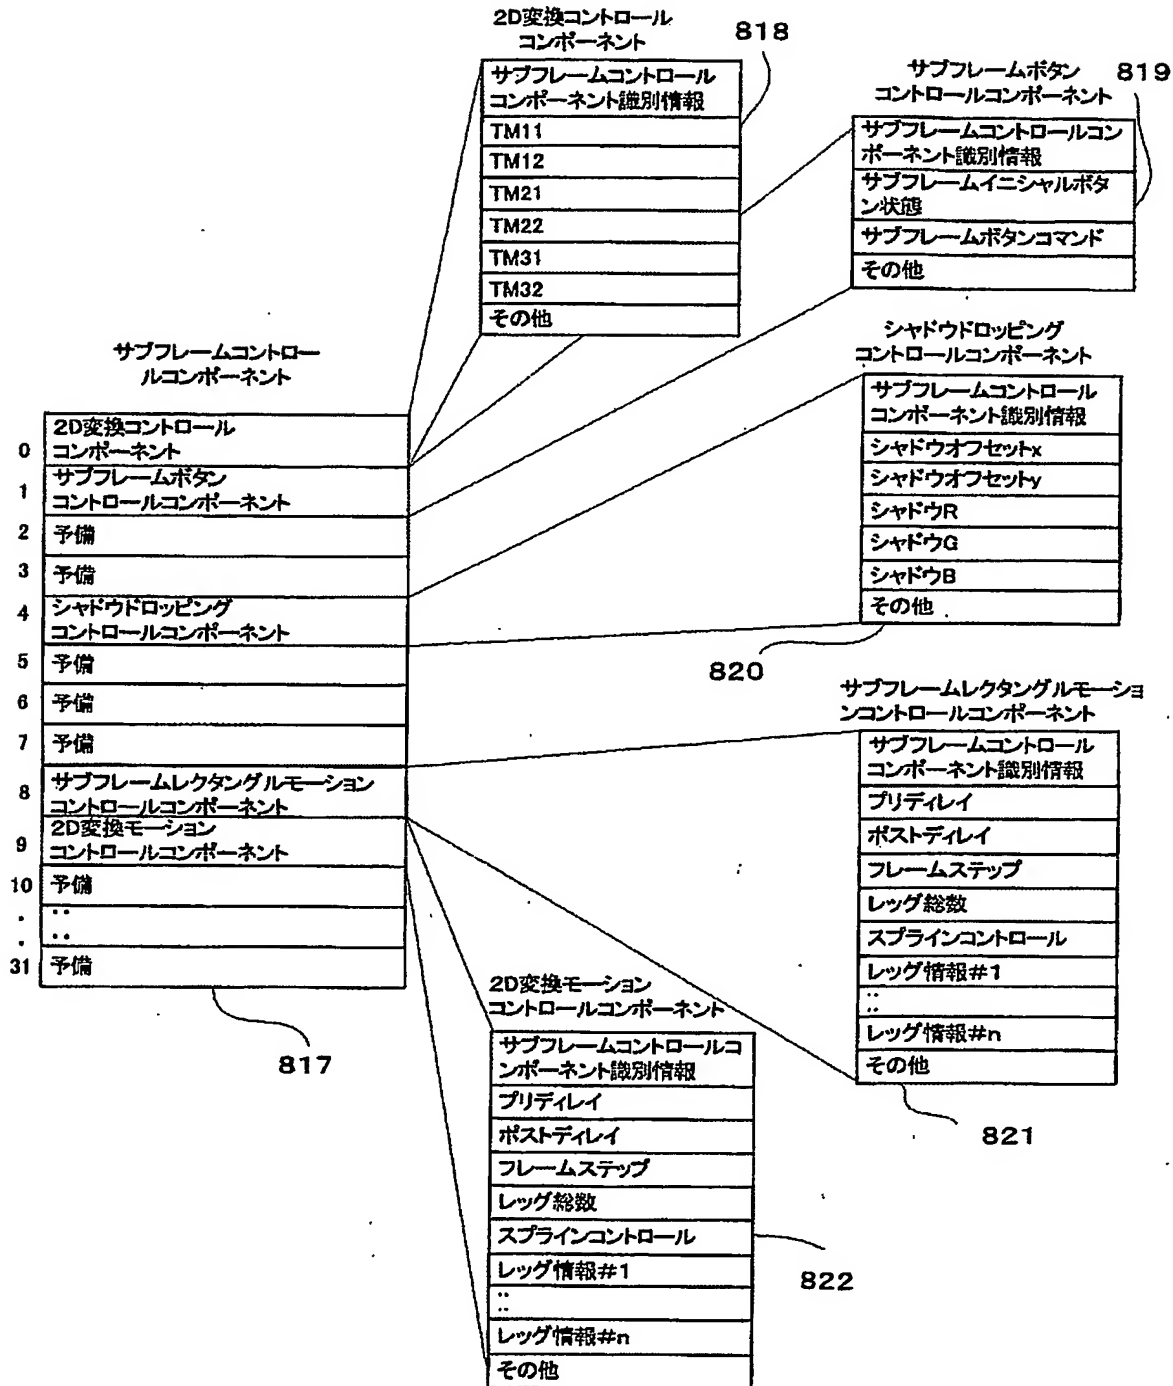 2D変換コントロール
コンポーネント
818
サブフレームコントロール
コンポーネント識別情報
TM11
TM12
TM21
TM22
TM31
TM32
その他
サブフレームボタン
コントロールコンポーネント
819
サブフレームコントロールコン
ポーネント識別情報
サブフレームイニシャルボタ
ン状態
サブフレームボタンコマンド
その他
シャドウドロッピング
コントロールコンポーネント
サブフレームコントロール
コンポーネント識別情報
シャドウオフセットx
シャドウオフセットy
シャドウR
シャドウG
シャドウB
その他
820
サブフレームコントロー
ルコンポーネント
0 2D変換コントロール
コンポーネント
1 サブフレームボタン
コントロールコンポーネント
2 予備
3 予備
4 シャドウドロッピング
コントロールコンポーネント
5 予備
6 予備
7 予備
8 サブフレームレクタングルモーション
コントロールコンポーネント
9 2D変換モーション
コントロールコンポーネント
10 予備
: :
: :
31 予備
817
サブフレームレクタングルモーショ
ンコントロールコンポーネント
サブフレームコントロール
コンポーネント識別情報
プリディレイ
ポストディレイ
フレームステップ
レッグ総数
スプラインコントロール
レッグ情報#1
::
レッグ情報#n
その他
821
2D変換モーション
コントロールコンポーネント
サブフレームコントロールコ
ンポーネント識別情報
プリディレイ
ポストディレイ
フレームステップ
レッグ総数
スプラインコントロール
レッグ情報#1
::
レッグ情報#n
その他
822